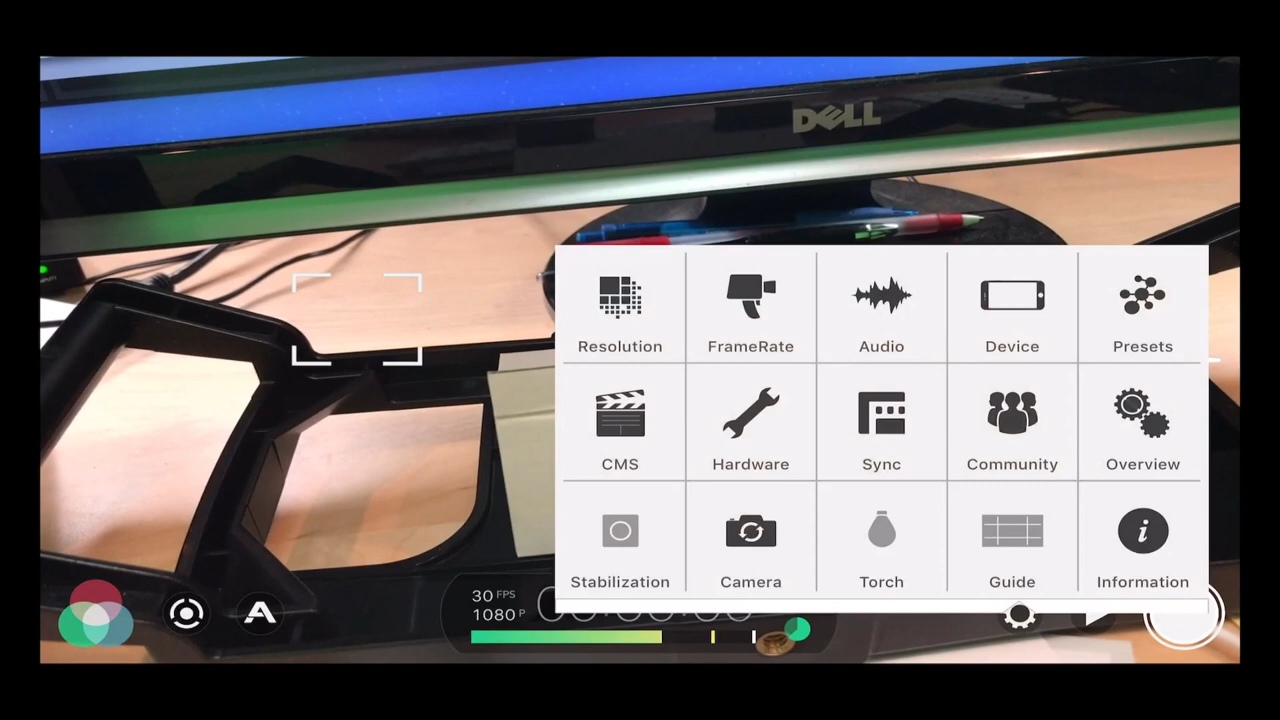 DELL
Resolution FrameRate Audio Device Presets
CMS Hardware Sync Community Overview
Stabilization Camera Torch Guide Information
30 FPS
1080 P